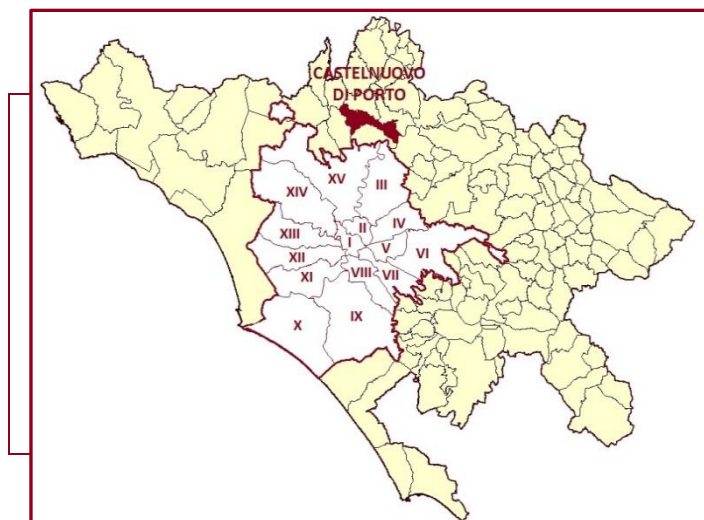 CASTELNUOVO
DI PORTO
XV
III
XIV
II
IV
XIII
I
V
VI
XII
VIII
VII
XI
X
IX